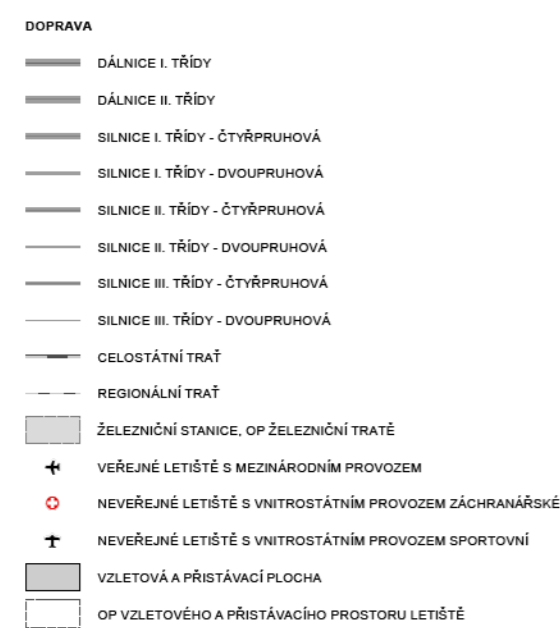 DOPRAVA
DÁLNICE I. TŘÍDY
DÁLNICE II. TŘÍDY
SILNICE I. TŘÍDY - ČTYŘPRUHOVÁ
SILNICE I. TŘÍDY - DVOUPRUHOVÁ
SILNICE II. TŘÍDY - ČTYŘPRUHOVÁ
SILNICE II. TŘÍDY - DVOUPRUHOVÁ
SILNICE III. TŘÍDY - ČTYŘPRUHOVÁ
SILNICE III. TŘÍDY - DVOUPRUHOVÁ
CELOSTÁTNÍ TRAŤ
REGIONÁLNÍ TRAŤ
ŽELEZNIČNÍ STANICE, OP ŽELEZNIČNÍ TRATĚ
VEŘEJNÉ LETIŠTĚ S MEZINÁRODNÍM PROVOZEM
NEVEŘEJNÉ LETIŠTĚ S VNITROSTÁTNÍM PROVOZEM ZÁCHRANÁŘSKÉ
NEVEŘEJNÉ LETIŠTĚ S VNITROSTÁTNÍM PROVOZEM SPORTOVNÍ
VZLETOVÁ A PŘISTÁVACÍ PLOCHA
OP VZLETOVÉHO A PŘISTÁVACÍHO PROSTORU LETIŠTĚ